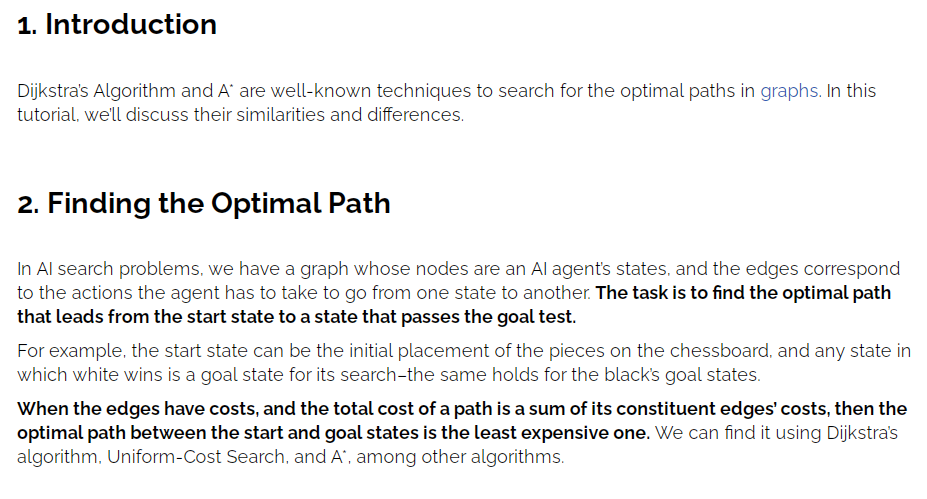 1. Introduction
Dijkstra's Algorithm and A* are well-known techniques to search for the optimal paths in graphs. In this
tutorial, we'll discuss their similarities and differences.
2. Finding the Optimal Path
In AI search problems, we have a graph whose nodes are an AI agent's states, and the edges correspond
to the actions the agent has to take to go from one state to another. The task is to find the optimal path
that leads from the start state to a state that passes the goal test.
For example, the start state can be the initial placement of the pieces on the chessboard, and any state in
which white wins is a goal state for its search–the same holds for the black's goal states.
When the edges have costs, and the total cost of a path is a sum of its constituent edges' costs, then the
optimal path between the start and goal states is the least expensive one. We can find it using Dijkstra's
algorithm, Uniform-Cost Search, and A*, among other algorithms.